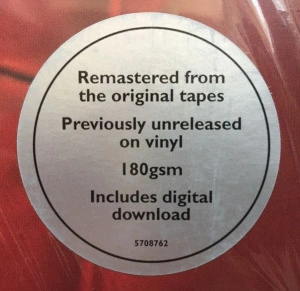 Remastered from
the original tapes
Previously unreleased
on vinyl
180gsm
Includes digital
download
5708762